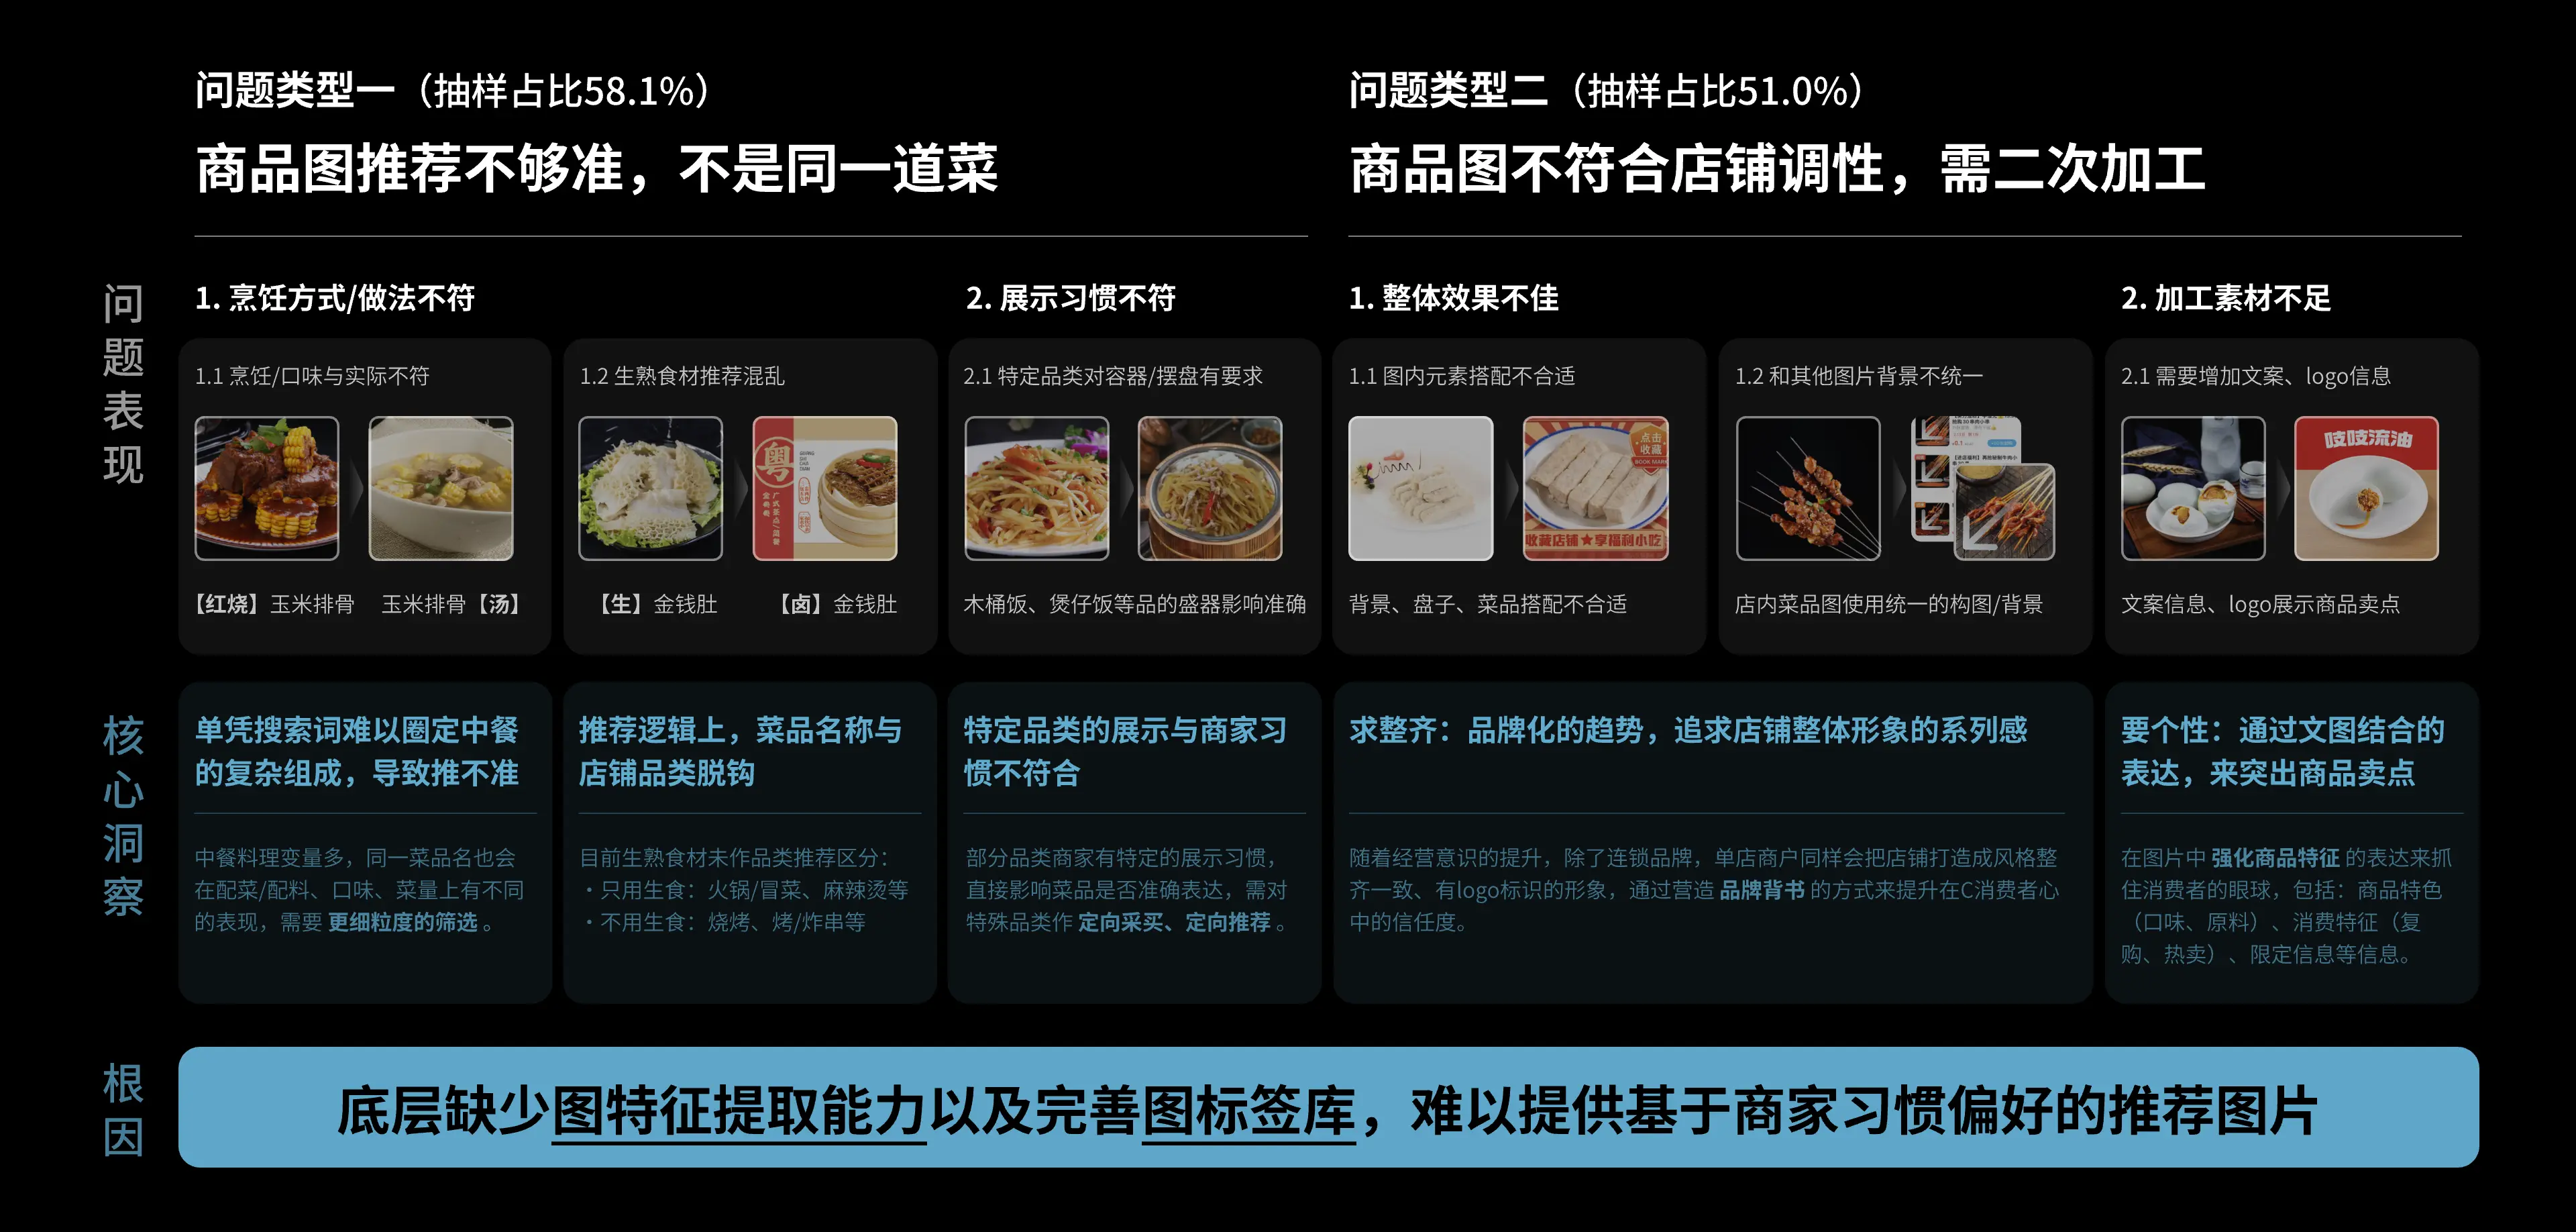 问题类型一（抽样占比58.1%）
商品图推荐不够准，不是同一道菜
问题类型二（抽样占比51.0%）
商品图不符合店铺调性，需二次加工
问题表现
1. 烹饪方式/做法不符
2. 展示习惯不符
1. 整体效果不佳
2. 加工素材不足
1.1 烹饪/口味与实际不符
【红烧】玉米排骨
玉米排骨【汤】
1.2 生熟食材推荐混乱
粤
【生】金钱肚
【卤】金钱肚
2.1 特定品类对容器/摆盘有要求
木桶饭、煲仔饭等品的盛器影响准确
1.1 图内元素搭配不合适
点击
收藏
BOOK MARK
收藏店铺★享福利小吃
背景、盘子、菜品搭配不合适
1.2 和其他图片背景不统一
店内菜品图使用统一的构图/背景
2.1 需要增加文案、logo信息
吱吱流油
文案信息、logo展示商品卖点
核心洞察
单凭搜索词难以圈定中餐
的复杂组成，导致推不准
中餐料理变量多，同一菜品名也会
在配菜/配料、口味、菜量上有不同
的表现，需要 更细粒度的筛选 。
推荐逻辑上，菜品名称与
店铺品类脱钩
目前生熟食材未作品类推荐区分：
・只用生食：火锅/冒菜、麻辣烫等
・不用生食：烧烤、烤/炸串等
特定品类的展示与商家习
惯不符合
部分品类商家有特定的展示习惯，
直接影响菜品是否准确表达，需对
特殊品类作 定向采买、定向推荐 。
求整齐：品牌化的趋势，追求店铺整体形象的系列感
随着经营意识的提升，除了连锁品牌，单店商户同样会把店铺打造成风格整
齐一致、有logo标识的形象，通过营造 品牌背书 的方式来提升在C消费者心
中的信任度。
要个性：通过文图结合的
表达，来突出商品卖点
在图片中 强化商品特征 的表达来抓
住消费者的眼球，包括：商品特色
（口味、原料）、消费特征（复
购、热卖）、限定信息等信息。
根因
底层缺少图特征提取能力以及完善图标签库，难以提供基于商家习惯偏好的推荐图片